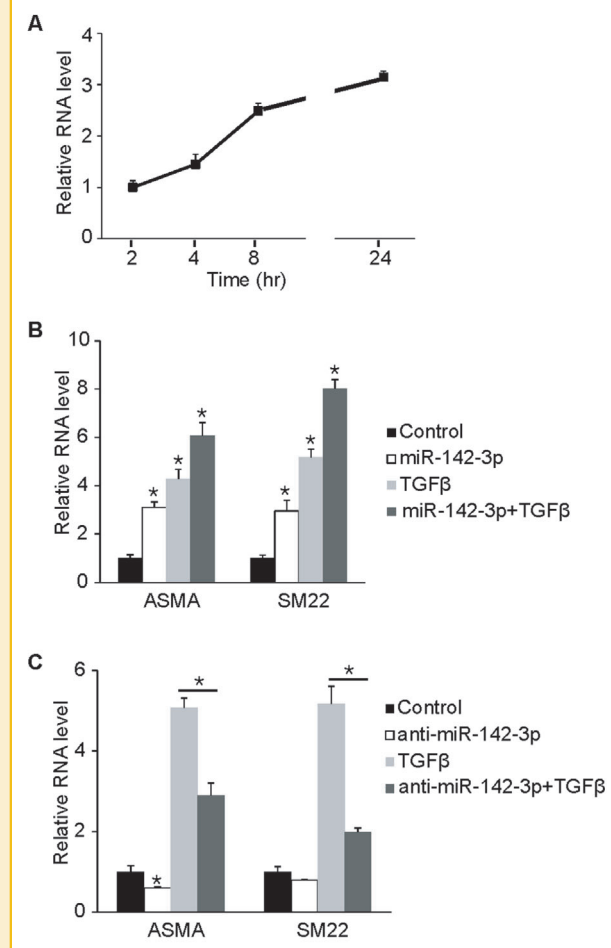 A
Relative RNA level
4
3
2
1
0
2 4 8 24
Time (hr)
B
Relative RNA level
10
8
6
4
2
0
* * * *
* * *
ASMA SM22
Control
miR-142-3p
TGFβ
miR-142-3p+TGFβ
C
Relative RNA level
6
4
2
0
* * *
ASMA SM22
Control
anti-miR-142-3p
TGFβ
anti-miR-142-3p+TGFβ